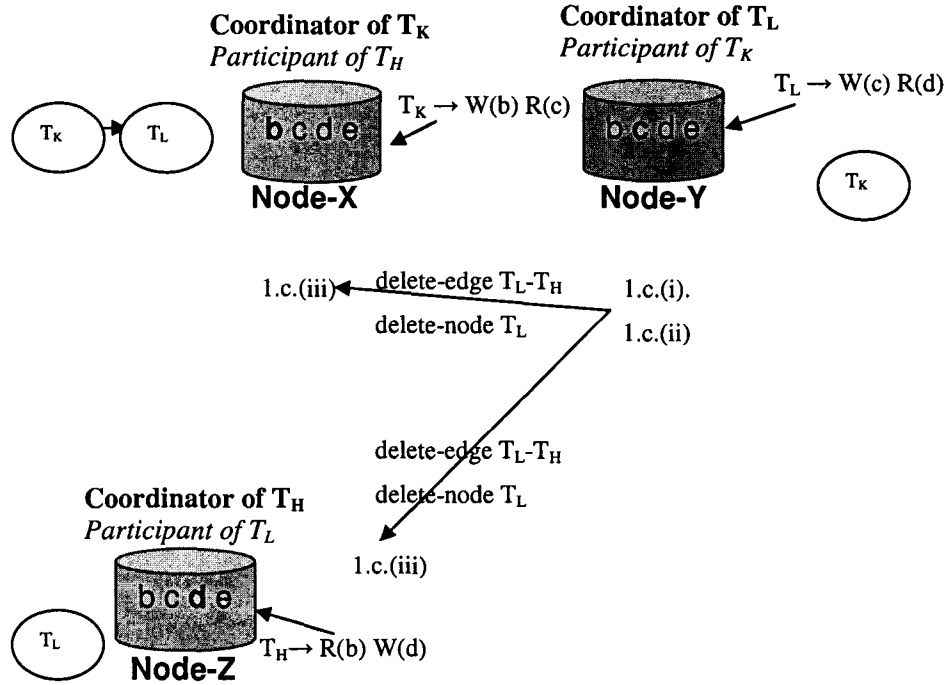 Coordinator of TK
Participant of TH
Coordinator of TL
Participant of TK
TK → W(b) R(c)
TL → W(c) R(d)
TK
TL
b c d e
b c d e
TK
Node-X
Node-Y
1.c.(iii)
delete-edge TL-TH
1.c.(i).
delete-node TL
1.c.(ii)
delete-edge TL-TH
delete-node TL
Coordinator of TH
Participant of TL
1.c.(iii)
b c d e
TL
TH→ R(b) W(d)
Node-Z